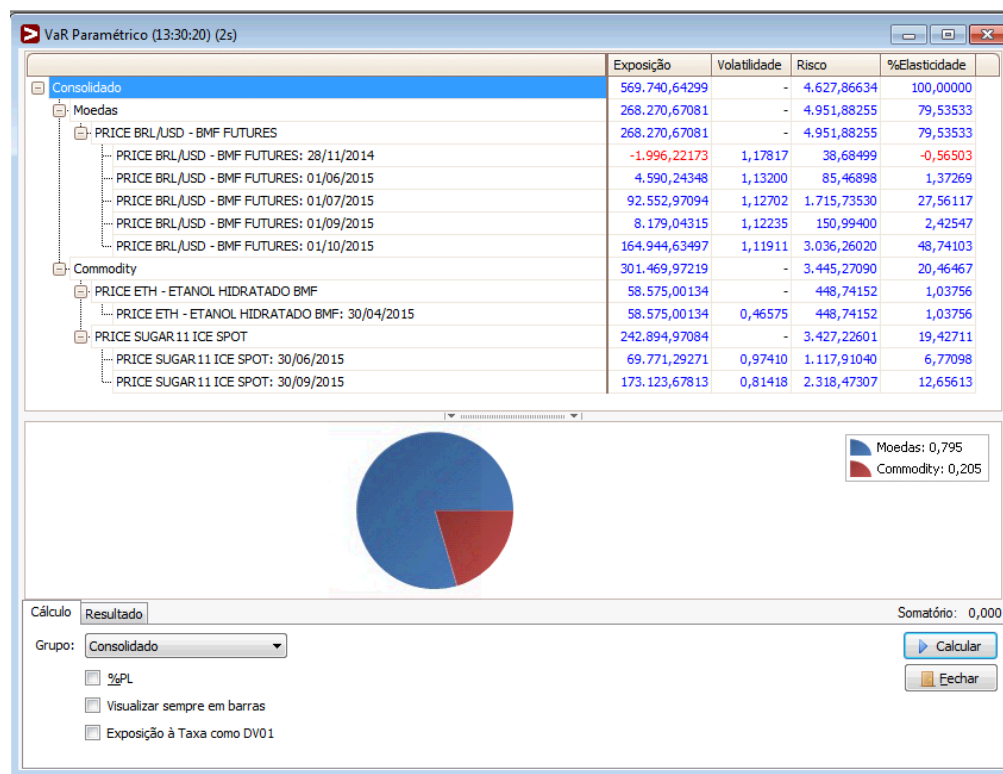 VaR Paramétrico (13:30:20) (2s)
Exposição Volatilidade Risco %Elasticidade
Consolidado 569.740,64299 - 4.627,86634 100,00000
Moedas 268.270,67081 - 4.951,88255 79,53533
PRICE BRL/USD - BMF FUTURES 268.270,67081 - 4.951,88255 79,53533
PRICE BRL/USD - BMF FUTURES: 28/11/2014 -1.996,22173 1,17817 38,68499 -0,56503
PRICE BRL/USD - BMF FUTURES: 01/06/2015 4.590,24348 1,13200 85,46898 1,37269
PRICE BRL/USD - BMF FUTURES: 01/07/2015 92.552,97094 1,12702 1.715,73530 27,56117
PRICE BRL/USD - BMF FUTURES: 01/09/2015 8.179,04315 1,12235 150,99400 2,42547
PRICE BRL/USD - BMF FUTURES: 01/10/2015 164.944,63497 1,11911 3.036,26020 48,74103
Commodity 301.469,97219 - 3.445,27090 20,46467
PRICE ETH - ETANOL HIDRATADO BMF 58.575,00134 - 448,74152 1,03756
PRICE ETH - ETANOL HIDRATADO BMF: 30/04/2015 58.575,00134 0,46575 448,74152 1,03756
PRICE SUGAR11 ICE SPOT 242.894,97084 - 3.427,22601 19,42711
PRICE SUGAR11 ICE SPOT: 30/06/2015 69.771,29271 0,97410 1.117,91040 6,77098
PRICE SUGAR11 ICE SPOT: 30/09/2015 173.123,67813 0,81418 2.318,47307 12,65613
Moedas: 0,795
Commodity: 0,205
Cálculo Resultado Somatório: 0,000
Grupo: Consolidado Calcular
%PL Fechar
Visualizar sempre em barras
Exposição à Taxa como DV01